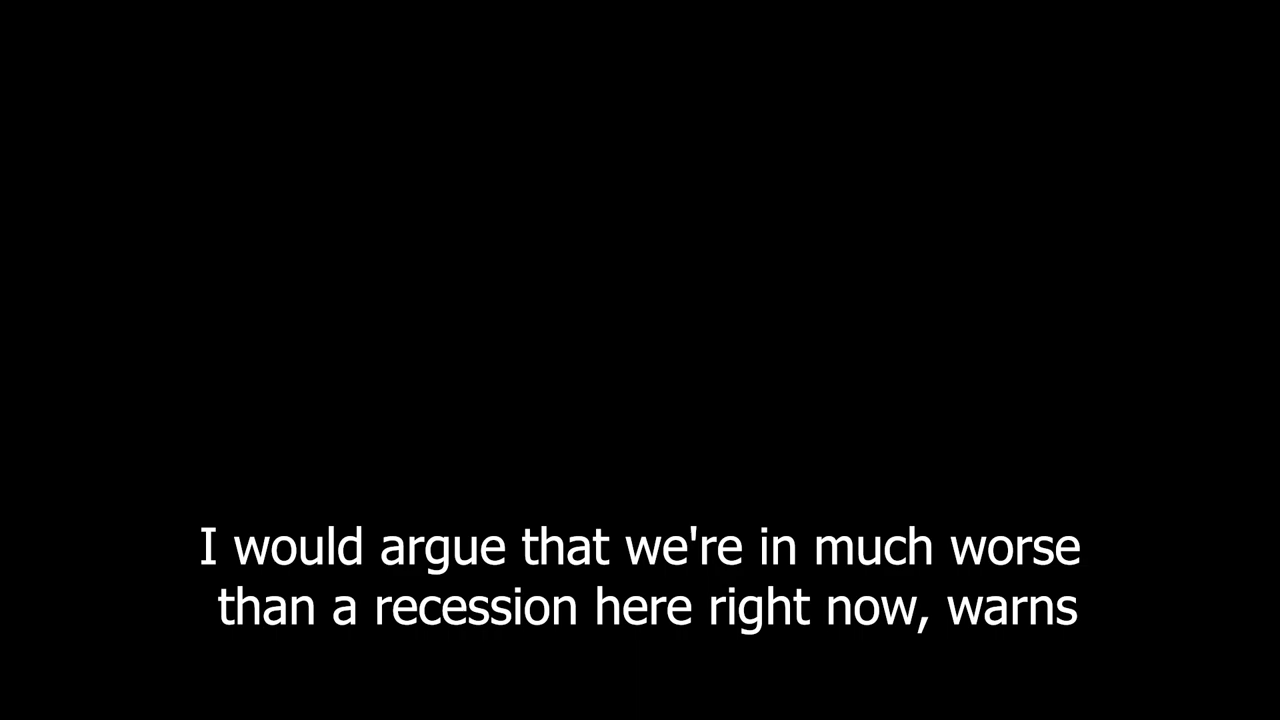 I would argue that we're in much worse
than a recession here right now, warns